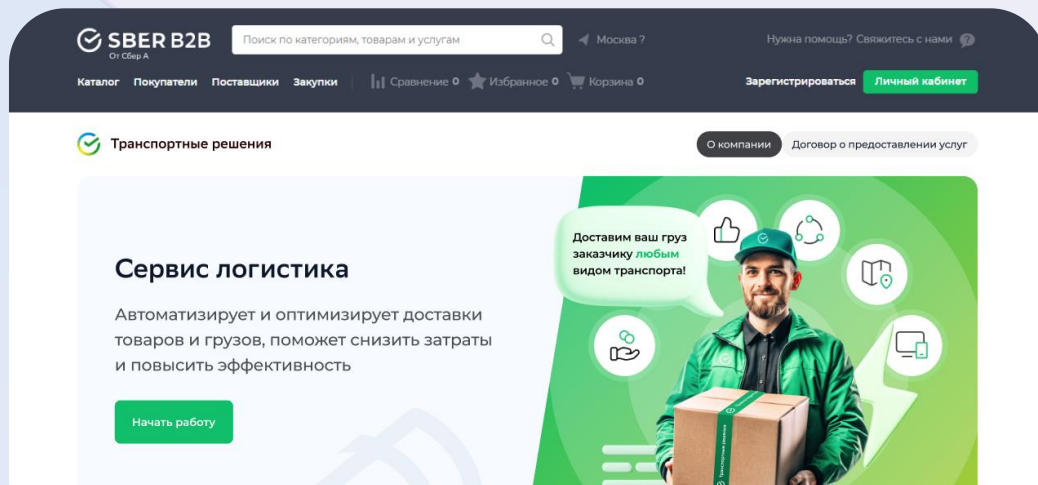 SBER B2B
От Сбер А
Поиск по категориям, товарам и услугам
Москва ?
Нужна помощь? Свяжитесь с нами ?
Каталог Покупатели Поставщики Закупки Сравнение 0 Избранное 0 Корзина 0
Зарегистрироваться Личный кабинет
Транспортные решения
О компании Договор о предоставлении услуг
Сервис логистика
Автоматизирует и оптимизирует доставки
товаров и грузов, поможет снизить затраты
и повысить эффективность
Начать работу
Доставим ваш груз
заказчику любым
видом транспорта!
Транспортные решения